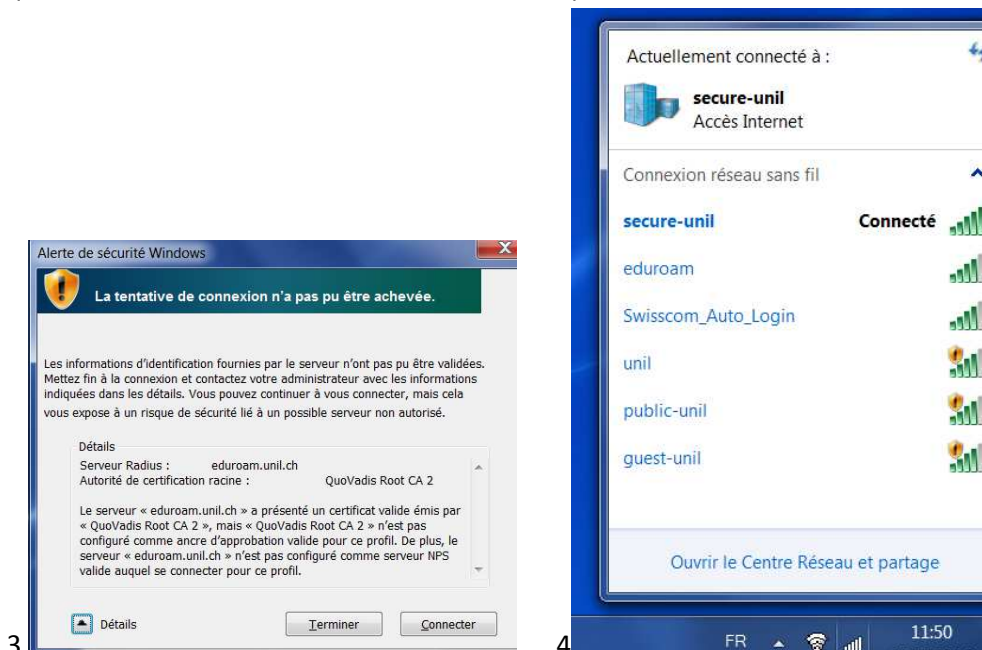 Alerte de sécurité Windows
X
La tentative de connexion n'a pas pu être achevée.
Les informations d'identification fournies par le serveur n'ont pas pu être validées.
Mettez fin à la connexion et contactez votre administrateur avec les informations
indiquées dans les détails. Vous pouvez continuer à vous connecter, mais cela
vous expose à un risque de sécurité lié à un possible serveur non autorisé.
Détails
Serveur Radius : eduroam.unil.ch
Autorité de certification racine : QuoVadis Root CA 2
Le serveur « eduroam.unil.ch » a présenté un certificat valide émis par
« QuoVadis Root CA 2 », mais « QuoVadis Root CA 2 » n'est pas
configuré comme ancre d'approbation valide pour ce profil. De plus, le
serveur « eduroam.unil.ch » n'est pas configuré comme serveur NPS
valide auquel se connecter pour ce profil.
Détails Terminer Connecter
3
Actuellement connecté à :
secure-unil
Accès Internet
Connexion réseau sans fil
secure-unil Connecté
eduroam
Swisscom_Auto_Login
unil
public-unil
guest-unil
Ouvrir le Centre Réseau et partage
4
FR 11:50